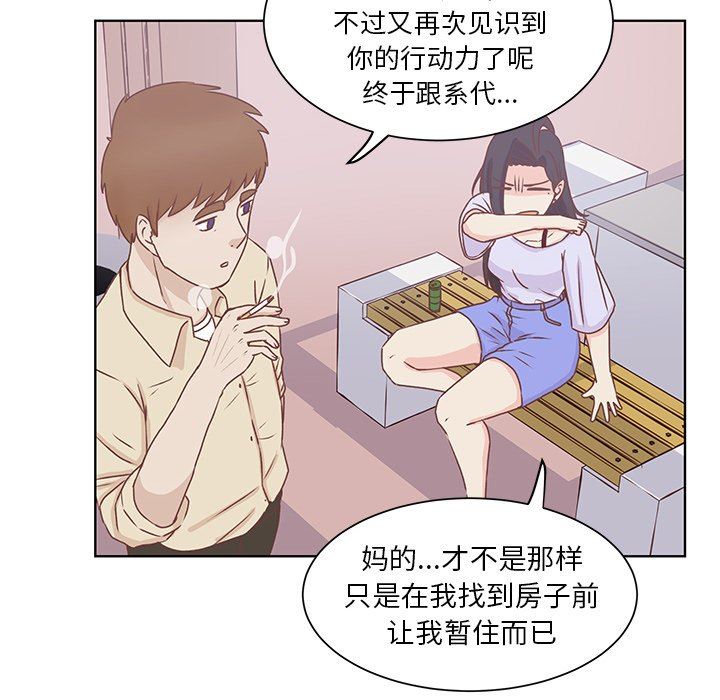 不过又再次见识到
你的行动力了呢
终于跟系代...
妈的...才不是那样
只是在我找到房子前
让我暂住而已